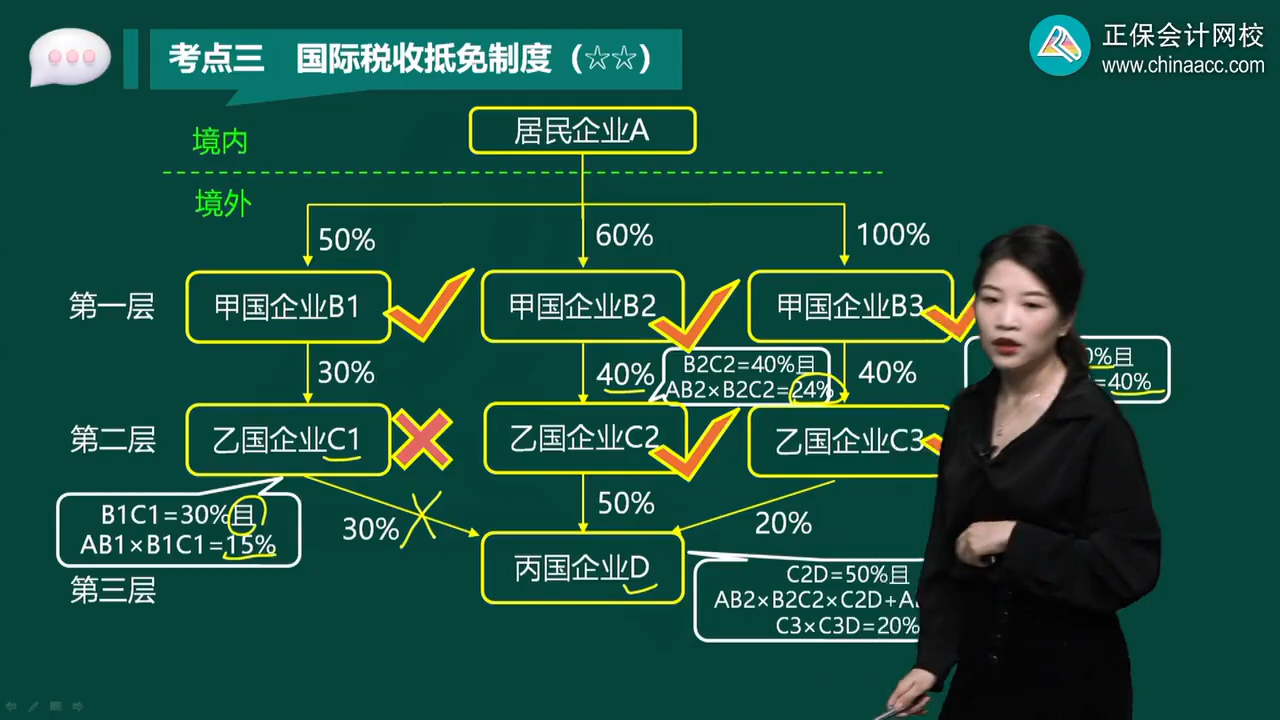 考点三 国际税收抵免制度（☆☆）
正保会计网校
www.chinaacc.com
居民企业A
境内
境外
50%
60%
100%
第一层
甲国企业B1
甲国企业B2
甲国企业B3
30%
40%
B2C2=40%且
AB2×B2C2=24%
40%
0%且
=40%
第二层
乙国企业C1
乙国企业C2
乙国企业C3
B1C1=30%且
AB1×B1C1=15%
30%
50%
20%
第三层
丙国企业D
C2D=50%且
AB2×B2C2×C2D+A
C3×C3D=20%